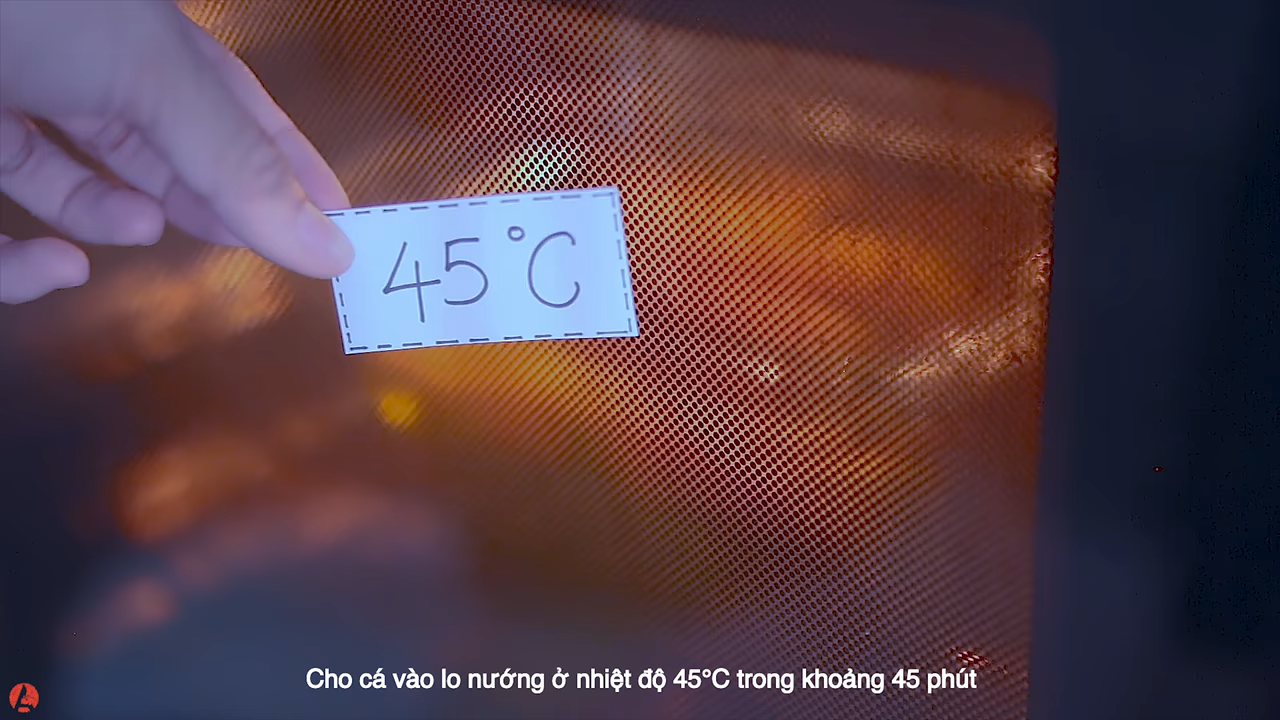 45°C
Cho cá vào lo nướng ở nhiệt độ 45°C trong khoảng 45 phút